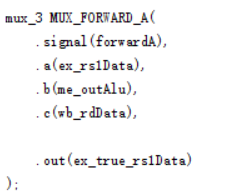 mux_3 MUX_FORWARD_A(
.signal(forwardA),
.a(ex_rs1Data),
.b(me_outAlu),
.c(wb_rdData),
.out(ex_true_rs1Data)
);